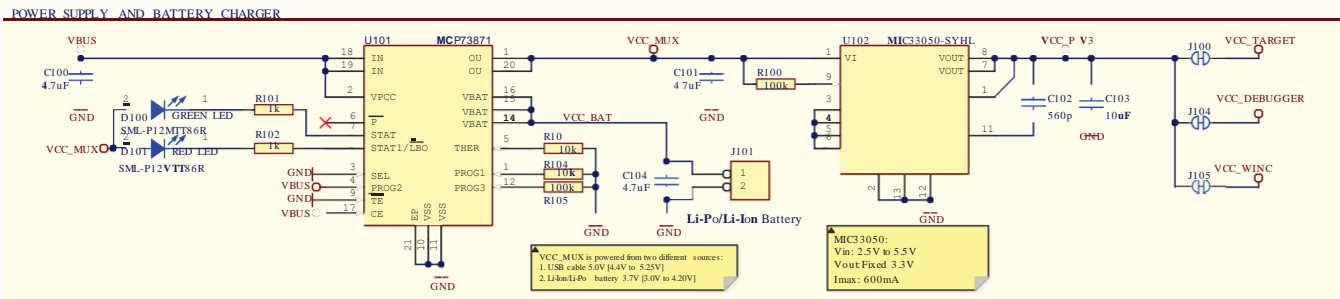 POWER SUPPLY AND BATTERY CHARGER
VBUS
C100
4.7uF
GND
VCC_MUX
2
D100
1
GREEN LED
SML-P12MTT86R
2
D101
1
RED LED
SML-P12VTT86R
R101
1k
R102
1k
GND
VBUS
GND
VBUS
U101
MCP73871
18
IN
19
IN
2
VPCC
6
P
7
STAT
STAT1/LBO
3
SEL
4
PROG2
9
TE
17
CE
1
OU
20
OU
16
VBAT
15
VBAT
14
VBAT
5
THER
1
PROG1
12
PROG3
EP
VSS
VSS
21
10
11
GND
VCC_BAT
R10
10k
R104
10k
100k
R105
GND
C104
4.7uF
GND
J101
1
2
Li-Po/Li-Ion Battery
VCC_MUX
C101
4 7uF
GND
R100
100k
U102
MIC33050-SYHL
1
VI
9
3
4
5
6
8
VOUT
7
VOUT
1
11
2
13
12
GND
VCC_P V3
C102
560p
C103
10uF
GND
J100
VCC_TARGET
J104
VCC_DEBUGGER
J105
VCC_WINC
VCC_MUX is powered from two different sources:
1. USB cable 5.0V [4.4V to 5.25V]
2. Li-Ion/Li-Po battery 3.7V [3.0V to 4.20V]
MIC33050:
Vin: 2.5V to 5.5V
Vout Fixed 3.3V
Imax: 600mA